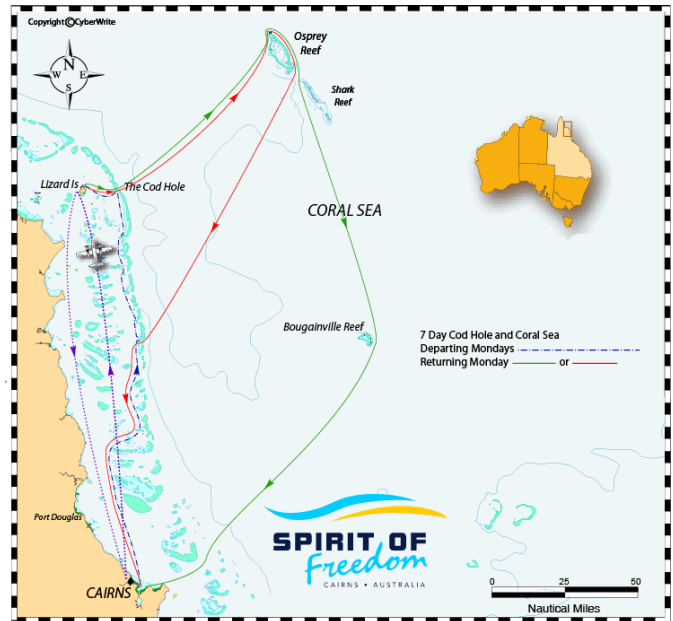 Copyright©CyberWrite
N
W E
S
Osprey
Reef
Shark
Reef
Lizard Is
The Cod Hole
CORAL SEA
Bougainville Reef
7 Day Cod Hole and Coral Sea
Departing Mondays
Returning Monday or
Port Douglas
SPIRIT OF
Freedom
CAIRNS • AUSTRALIA
CAIRNS
0 25 50
Nautical Miles